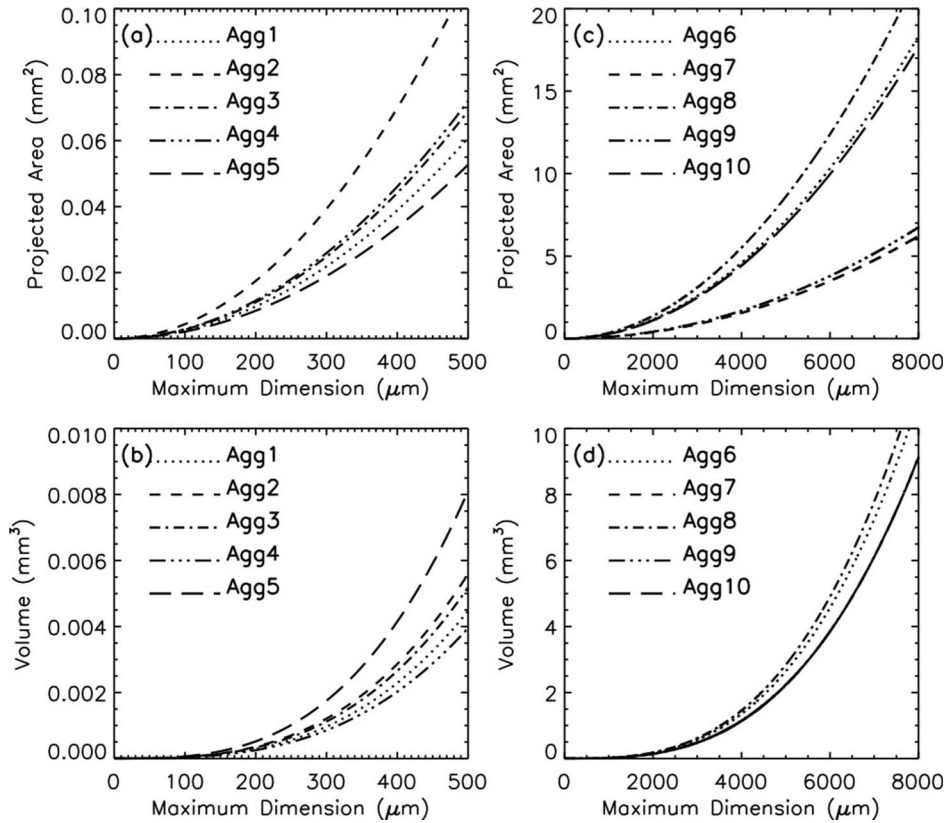 (a)
Agg1
Agg2
Agg3
Agg4
Agg5
0.10
0.08
0.06
0.04
0.02
0.00
Projected Area (mm²)
0 100 200 300 400 500
Maximum Dimension (μm)
(c)
Agg6
Agg7
Agg8
Agg9
Agg10
20
15
10
5
0
Projected Area (mm²)
0 2000 4000 6000 8000
Maximum Dimension (μm)
(b)
Agg1
Agg2
Agg3
Agg4
Agg5
0.010
0.008
0.006
0.004
0.002
0.000
Volume (mm³)
0 100 200 300 400 500
Maximum Dimension (μm)
(d)
Agg6
Agg7
Agg8
Agg9
Agg10
10
8
6
4
2
0
Volume (mm³)
0 2000 4000 6000 8000
Maximum Dimension (μm)